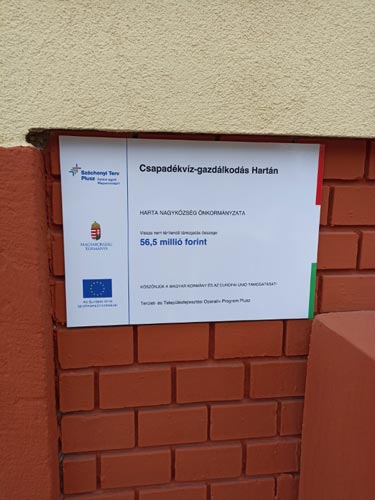 Széchenyi Terv
Plusz
Csapadékvíz-gazdálkodás Hartán
HARTA NAGYKÖZSÉG ÖNKORMÁNYZATA
Vissza nem térítendő támogatás összege:
56,5 millió forint
MAGYARORSZÁG
KORMÁNYA
KÖSZÖNJÜK A MAGYAR KORMÁNY ÉS AZ EURÓPAI UNIÓ TÁMOGATÁSÁT!
Terület- és Településfejlesztési Operatív Program Plusz